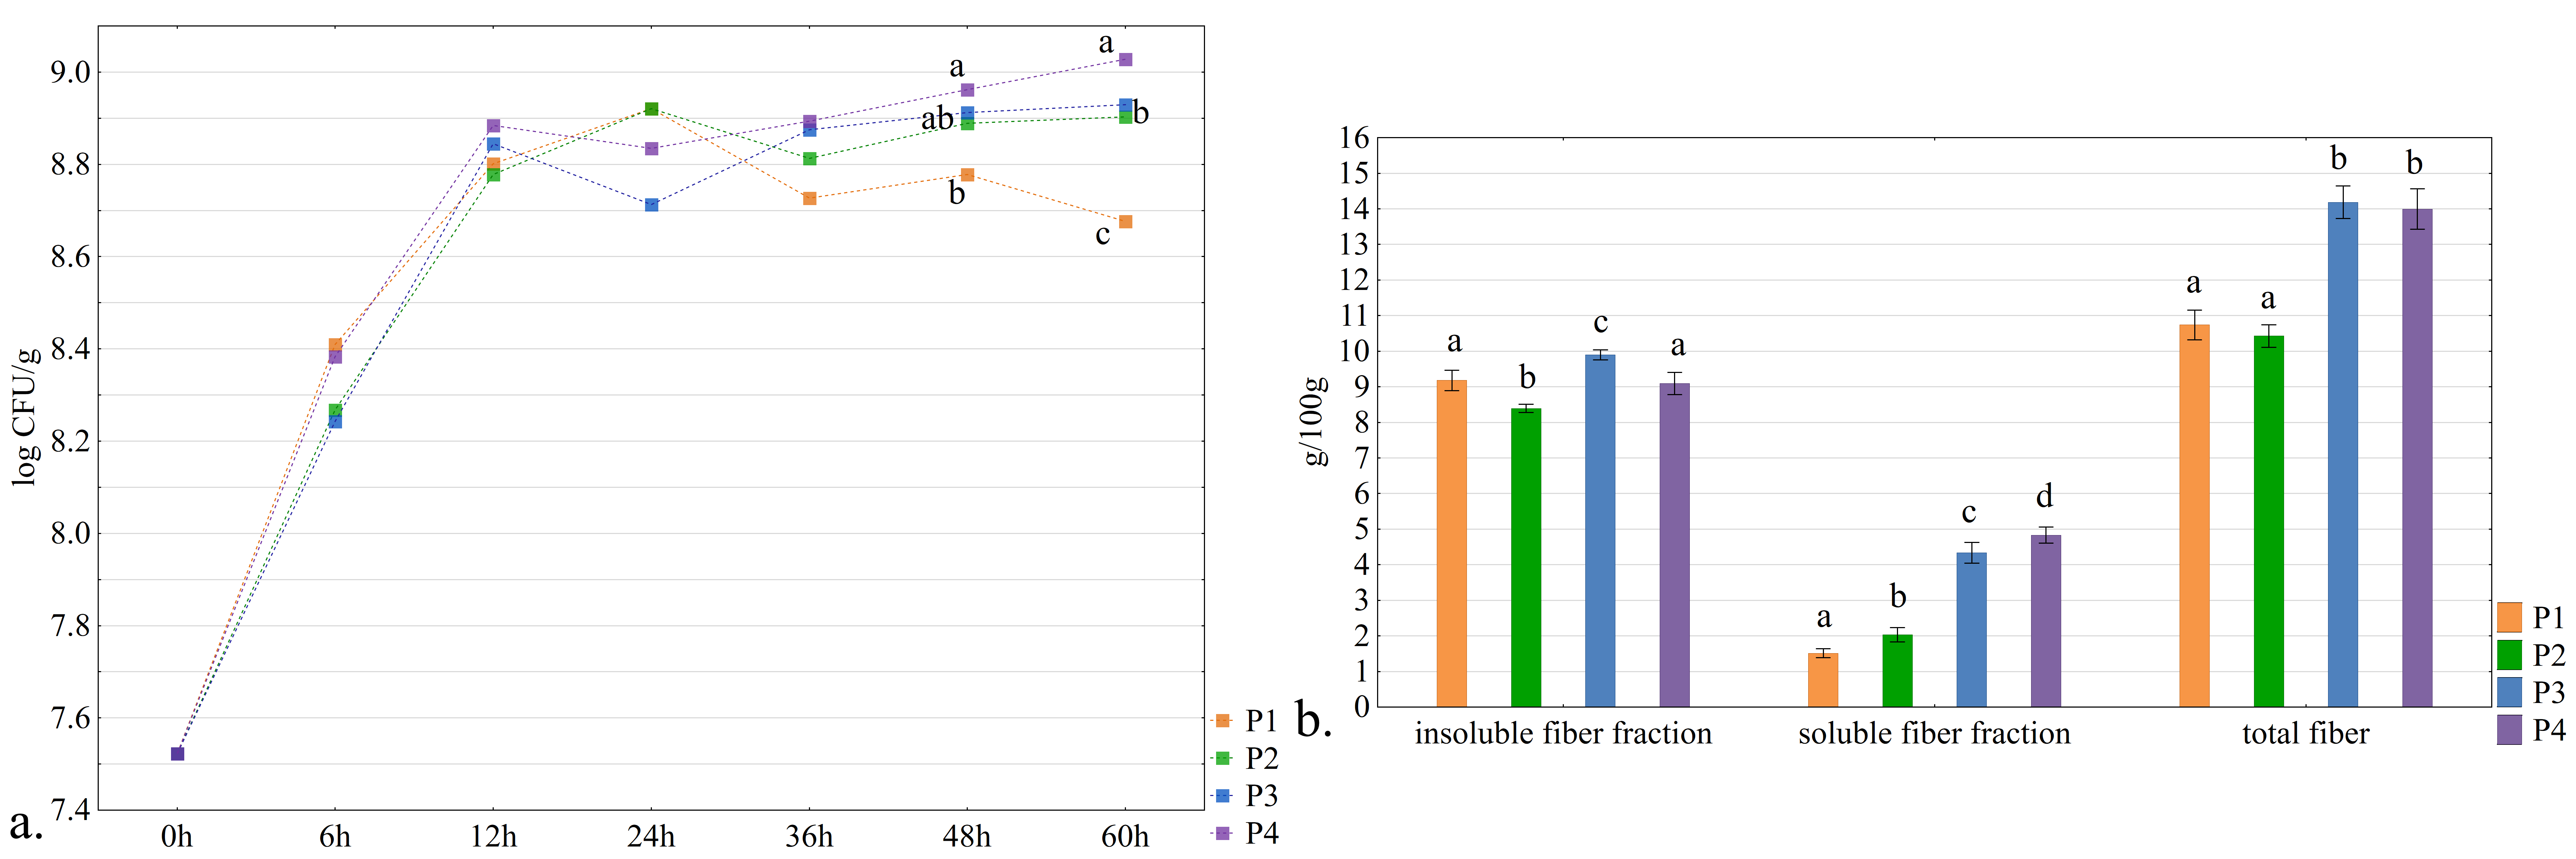 log CFU/g
9.0
8.8
8.6
8.4
8.2
8.0
7.8
7.6
7.4
0h 6h 12h 24h 36h 48h 60h
a
ab
b
a
b
c
P1
P2
P3
P4
a.
g/100g
16
15
14
13
12
11
10
9
8
7
6
5
4
3
2
1
0
a b c a
a b c d
a a b b
insoluble fiber fraction soluble fiber fraction total fiber
P1
P2
P3
P4
b.